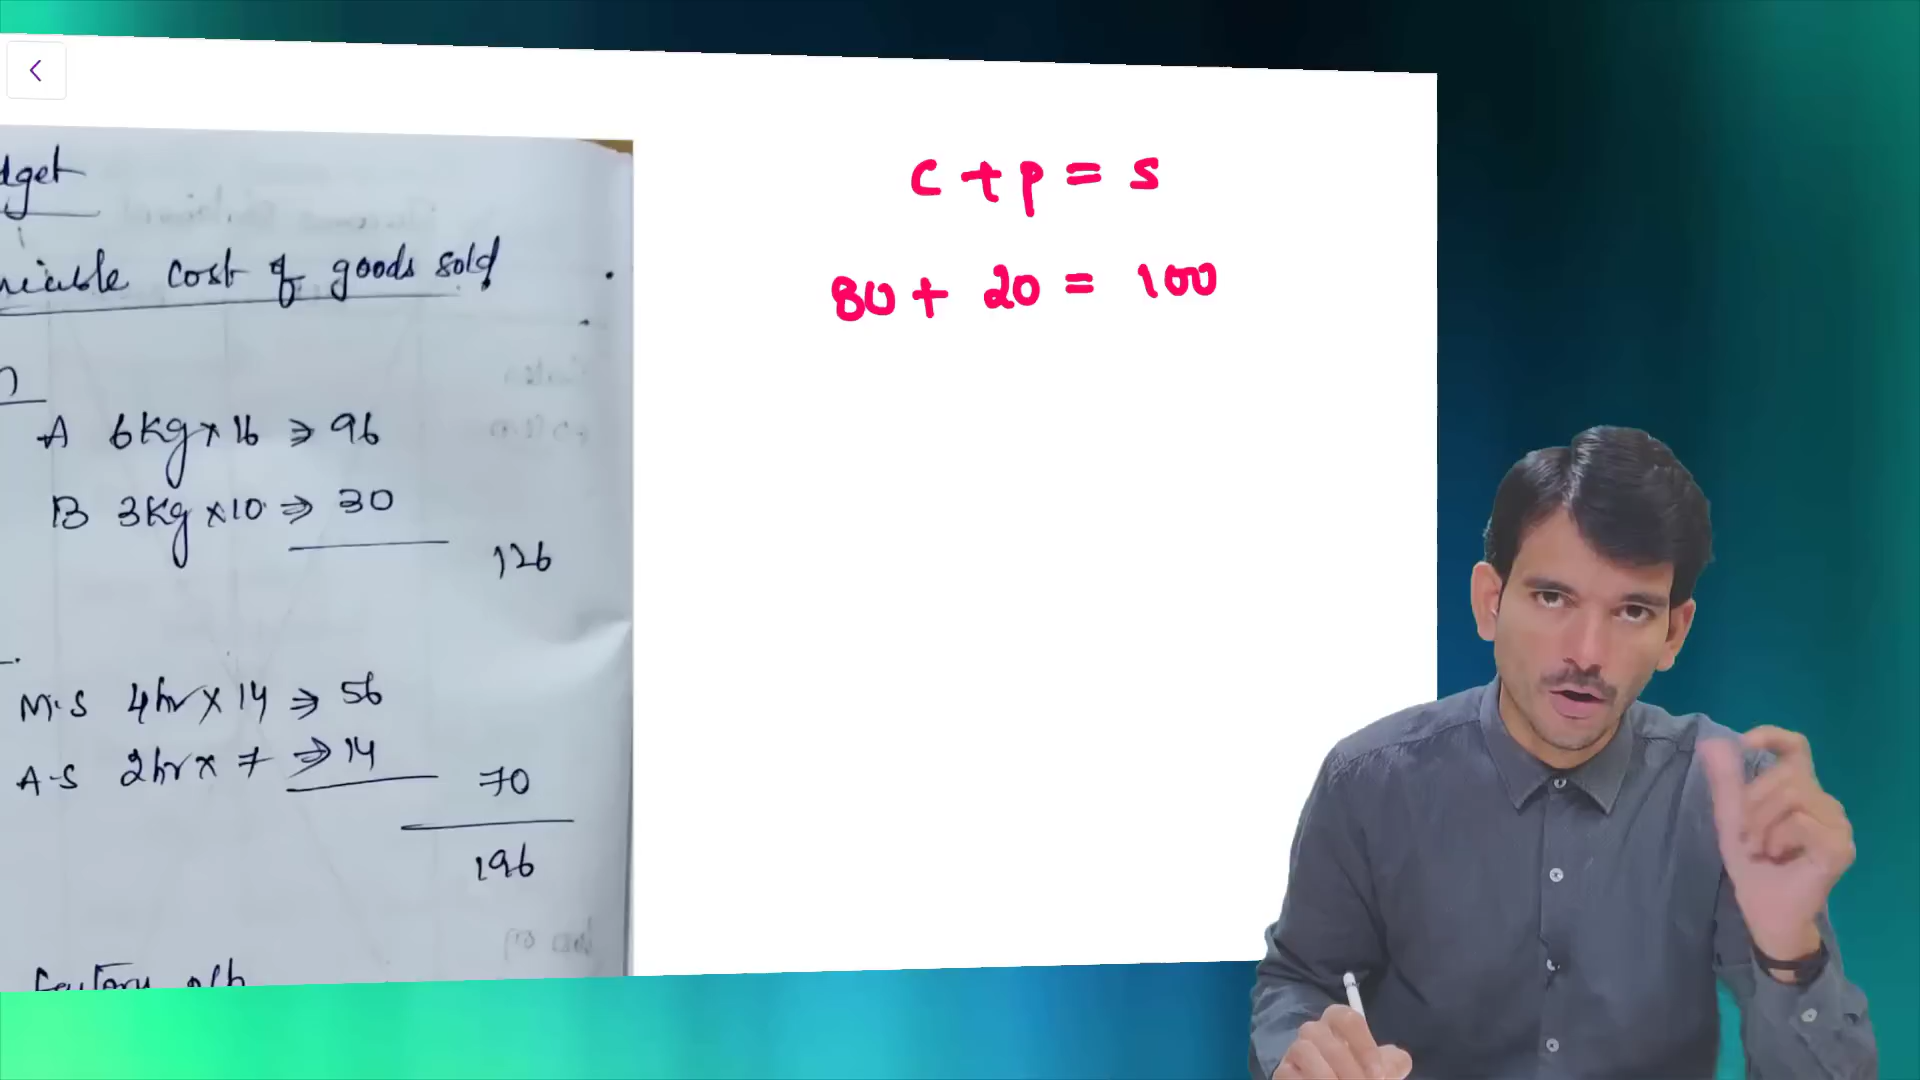 dget
riable cost of goods sold
A 6kg x 16 ⇒ 96
B 3kg x 10 ⇒ 30
126
M.S 4hr x 14 ⇒ 56
A-S 2hr x 7 ⇒ 14
70
196
factory o/h
c + p = s
80 + 20 = 100